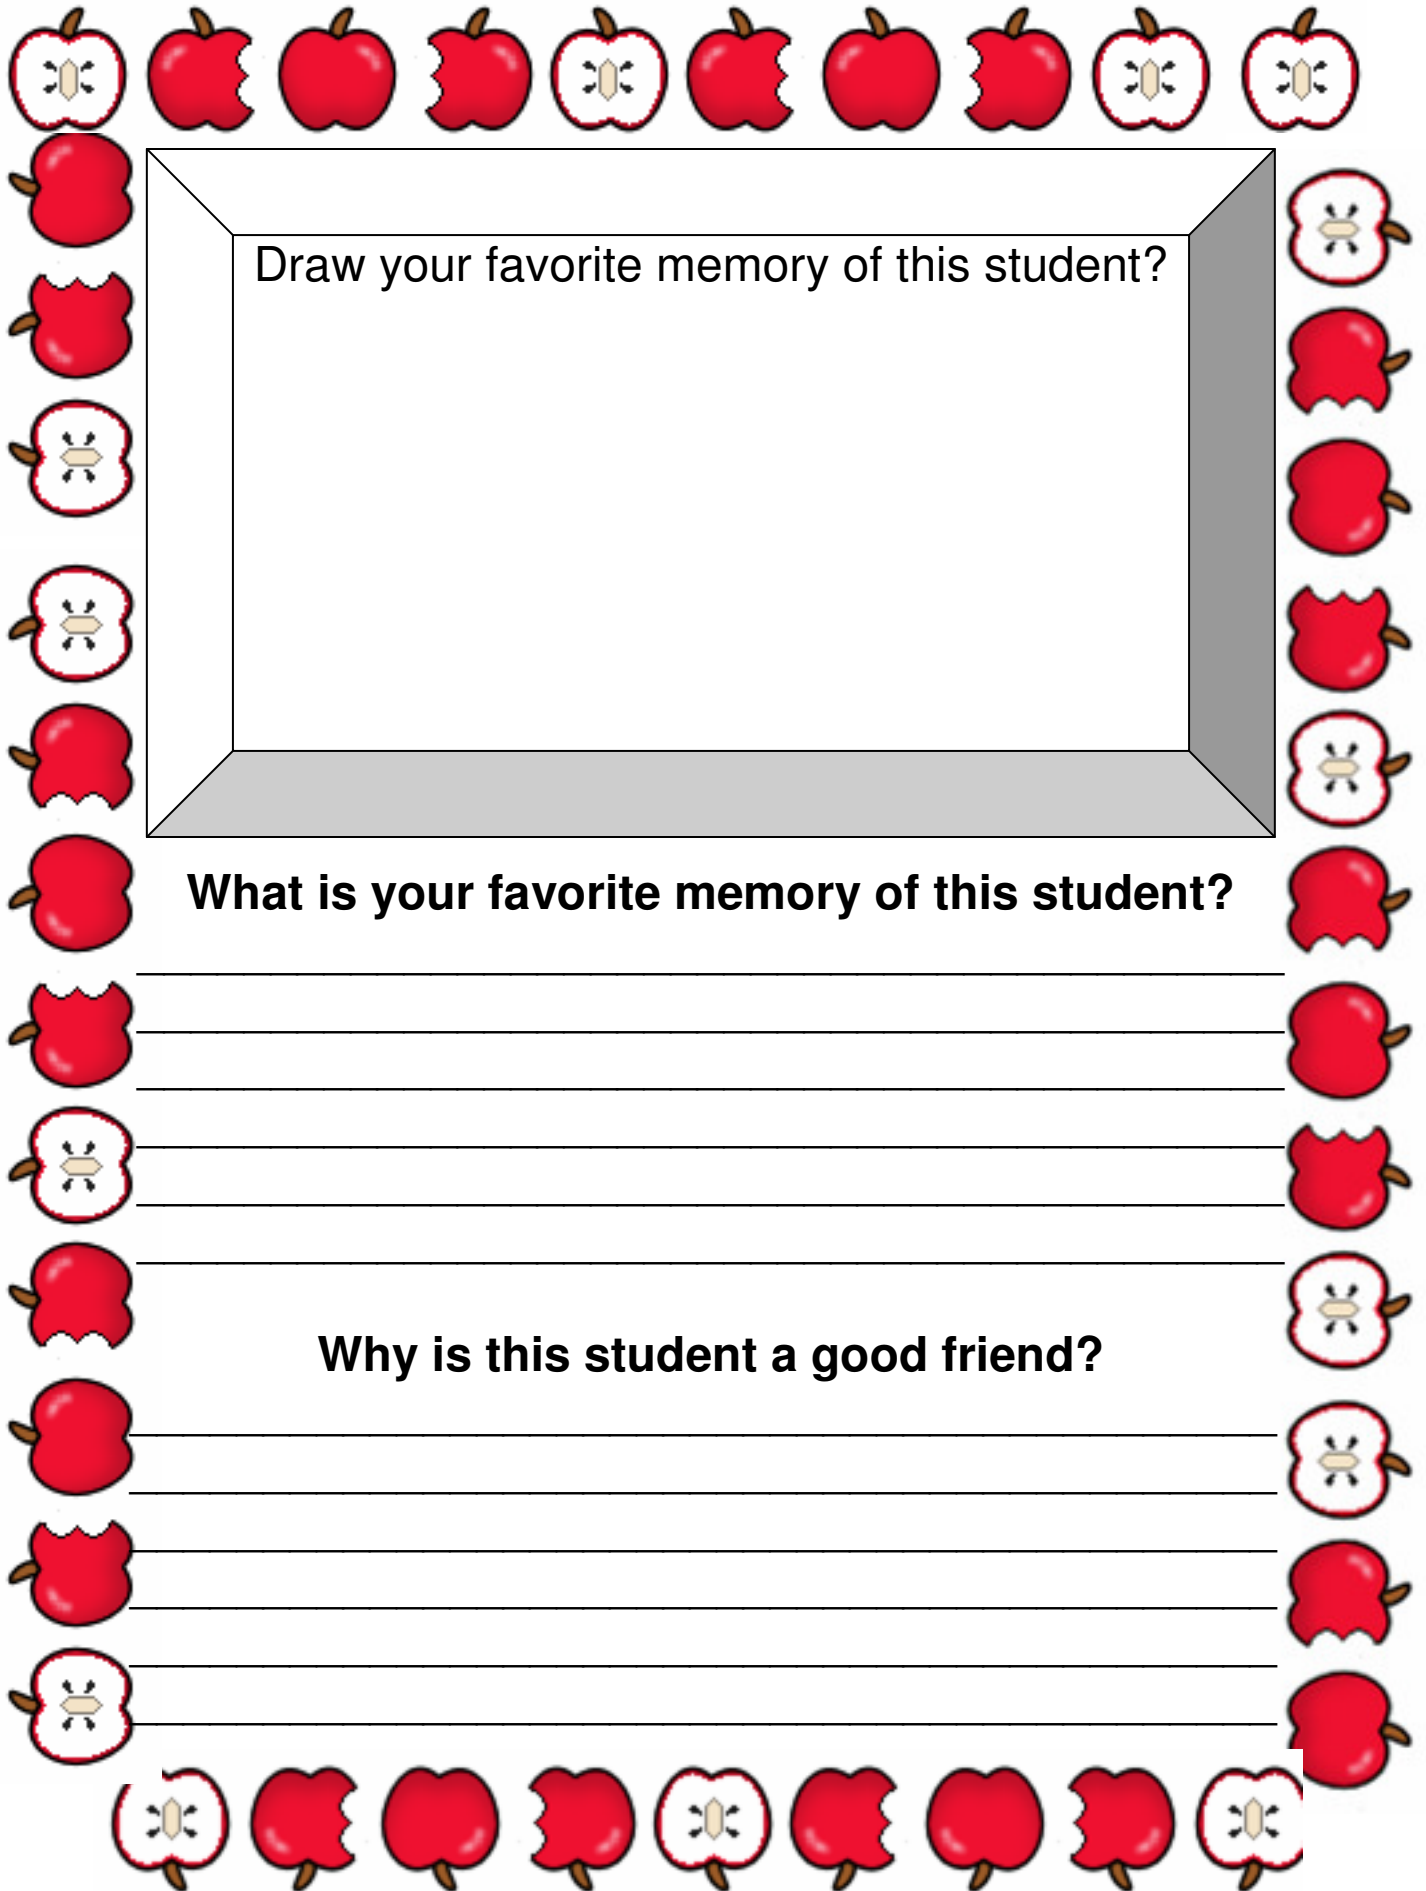 Draw your favorite memory of this student?
What is your favorite memory of this student?
Why is this student a good friend?